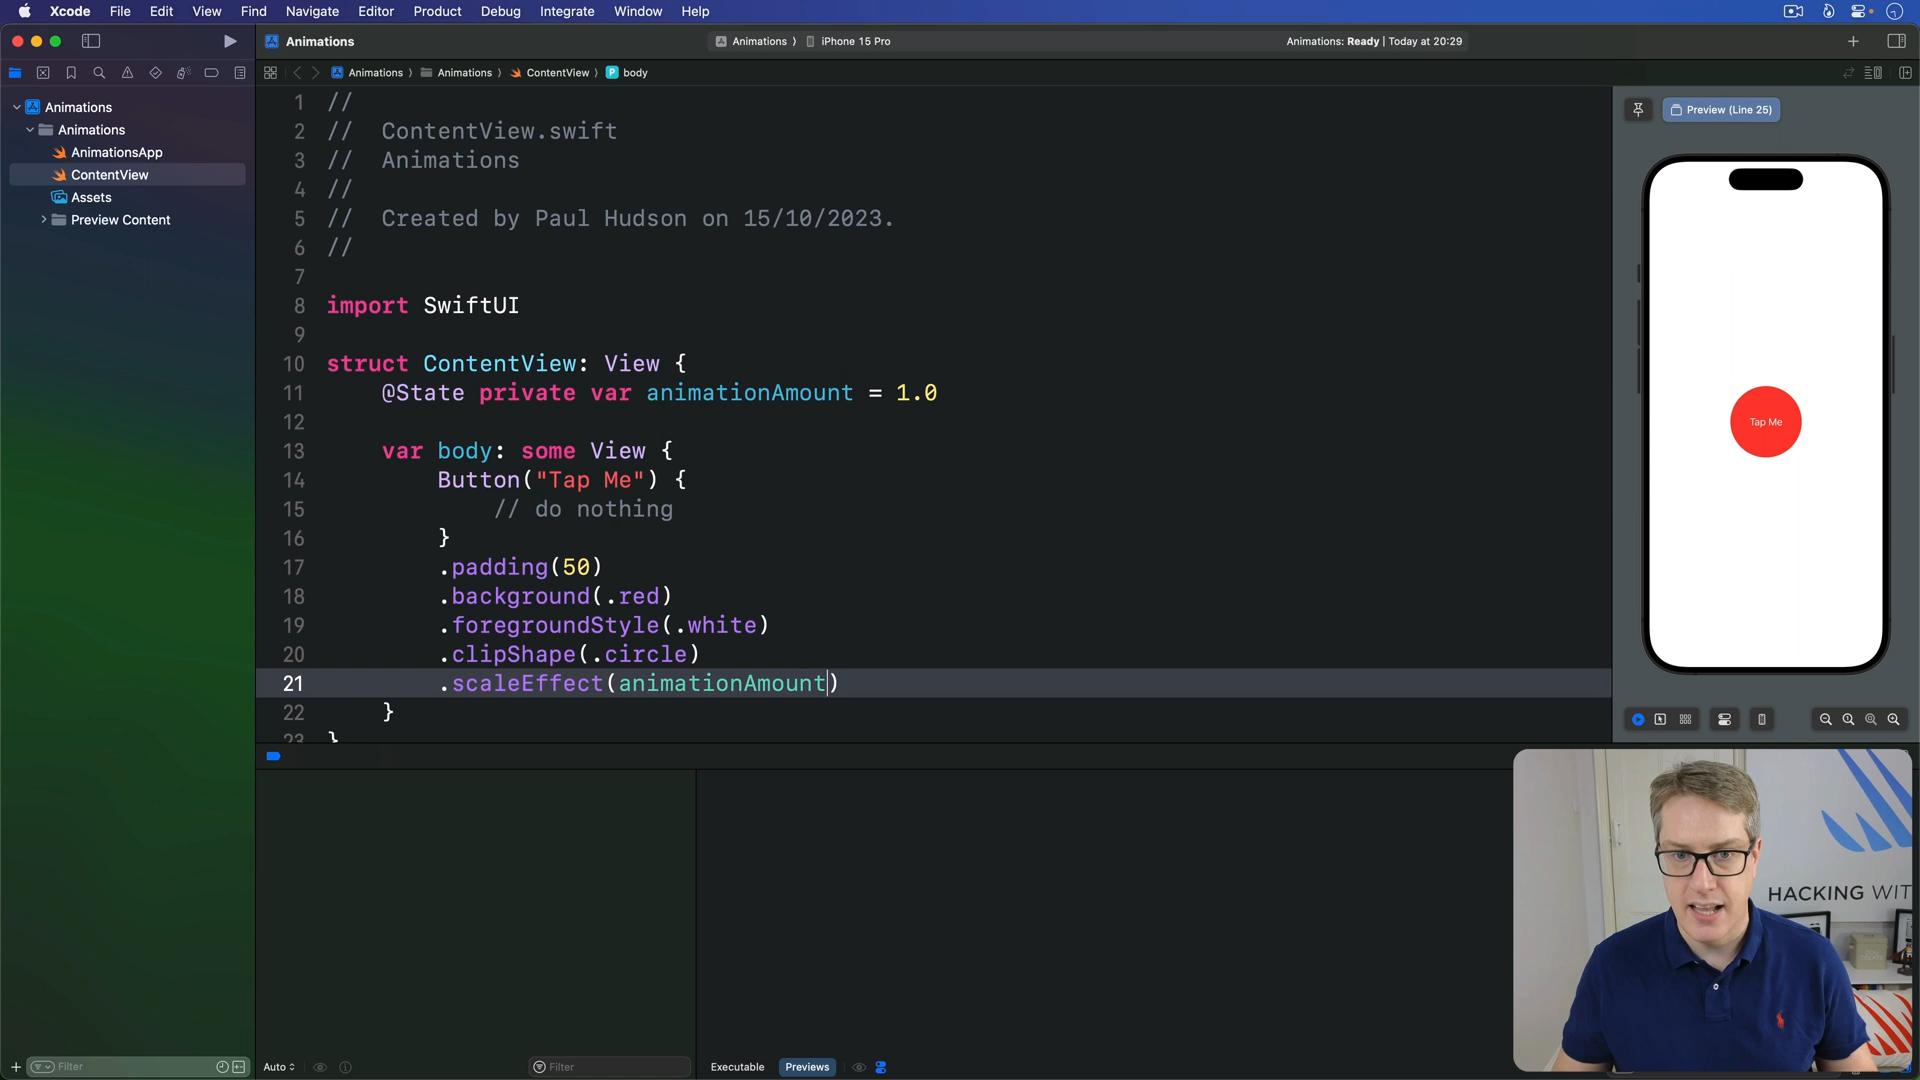 Xcode File Edit View Find Navigate Editor Product Debug Integrate Window Help
Animations
Animations 〉 iPhone 15 Pro
Animations: Ready | Today at 20:29
Animations 〉 Animations 〉 ContentView 〉 P body
Animations
Animations
AnimationsApp
ContentView
Assets
Preview Content
1 //
2 //  ContentView.swift
3 //  Animations
4 //
5 //  Created by Paul Hudson on 15/10/2023.
6 //
7
8 import SwiftUI
9
10 struct ContentView: View {
11     @State private var animationAmount = 1.0
12
13     var body: some View {
14         Button("Tap Me") {
15             // do nothing
16         }
17         .padding(50)
18         .background(.red)
19         .foregroundStyle(.white)
20         .clipShape(.circle)
21         .scaleEffect(animationAmount)
22     }
23 }
Preview (Line 25)
Tap Me
HACKING WIT
Filter
Auto
Filter
Executable Previews